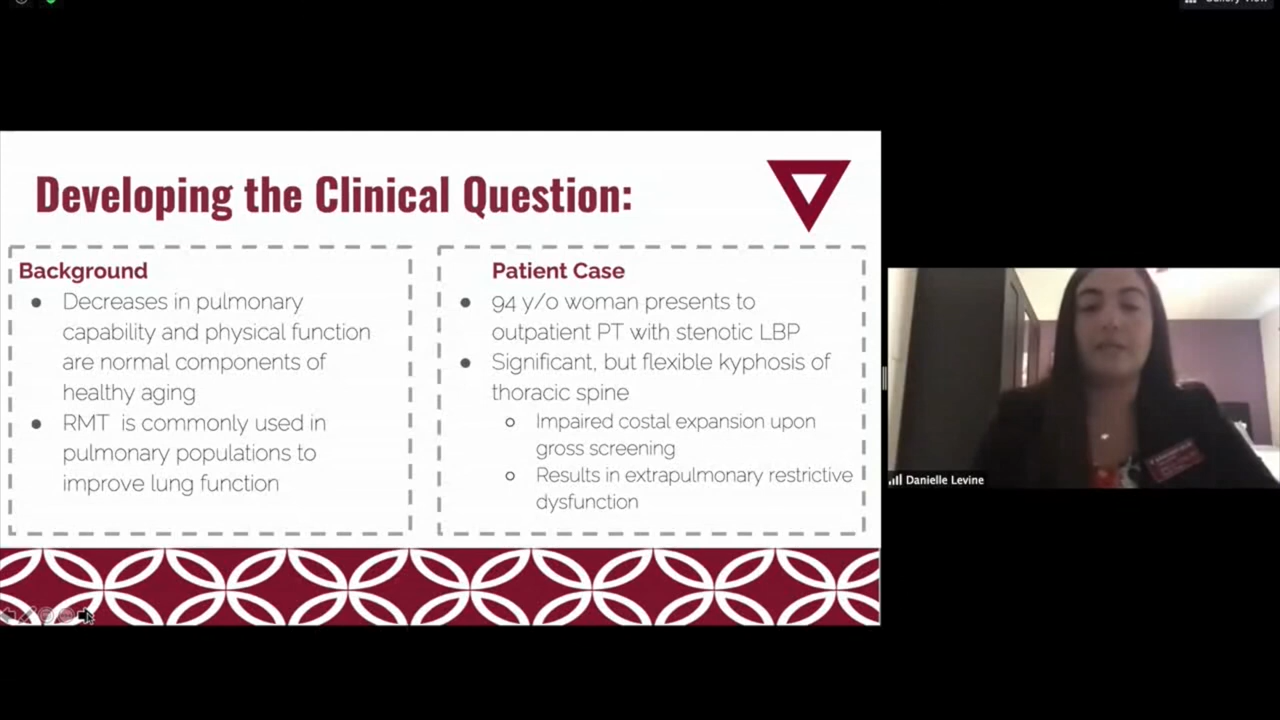 Developing the Clinical Question:
Background
● Decreases in pulmonary
capability and physical function
are normal components of
healthy aging
● RMT is commonly used in
pulmonary populations to
improve lung function
Patient Case
● 94 y/o woman presents to
outpatient PT with stenotic LBP
● Significant, but flexible kyphosis of
thoracic spine
○ Impaired costal expansion upon
gross screening
○ Results in extrapulmonary restrictive
dysfunction
Danielle Levine